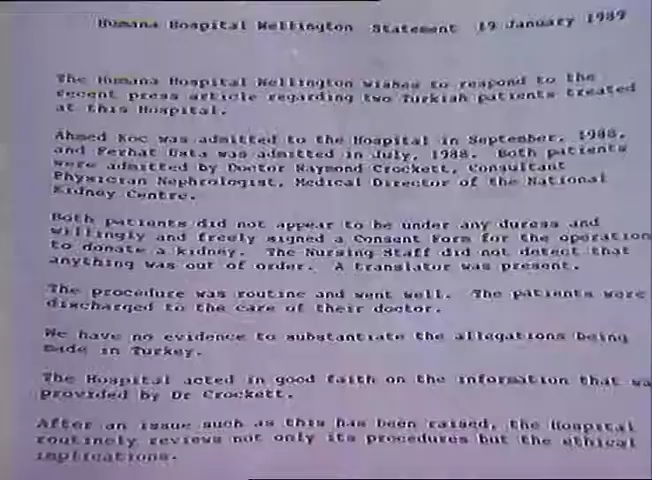 Humana Hospital Wellington Statement 19 January 1989
The Humana Hospital Wellington wishes to respond to the
recent press article regarding two Turkish patients treated
at this Hospital.
Ahmed Koc was admitted to the Hospital in September, 1988,
and Ferhat Usta was admitted in July, 1988. Both patients
were admitted by Doctor Raymond Crockett, Consultant
Physician Nephrologist, Medical Director of the National
Kidney Centre.
Both patients did not appear to be under any duress and
willingly and freely signed a Consent Form for the operation
to donate a kidney. The Nursing Staff did not detect that
anything was out of order. A translator was present.
The procedure was routine and went well. The patients were
discharged to the care of their doctor.
We have no evidence to substantiate the allegations being
made in Turkey.
The Hospital acted in good faith on the information that wa
provided by Dr Crockett.
After an issue such as this has been raised, the Hospital
routinely reviews not only its procedures but the ethical
implications.